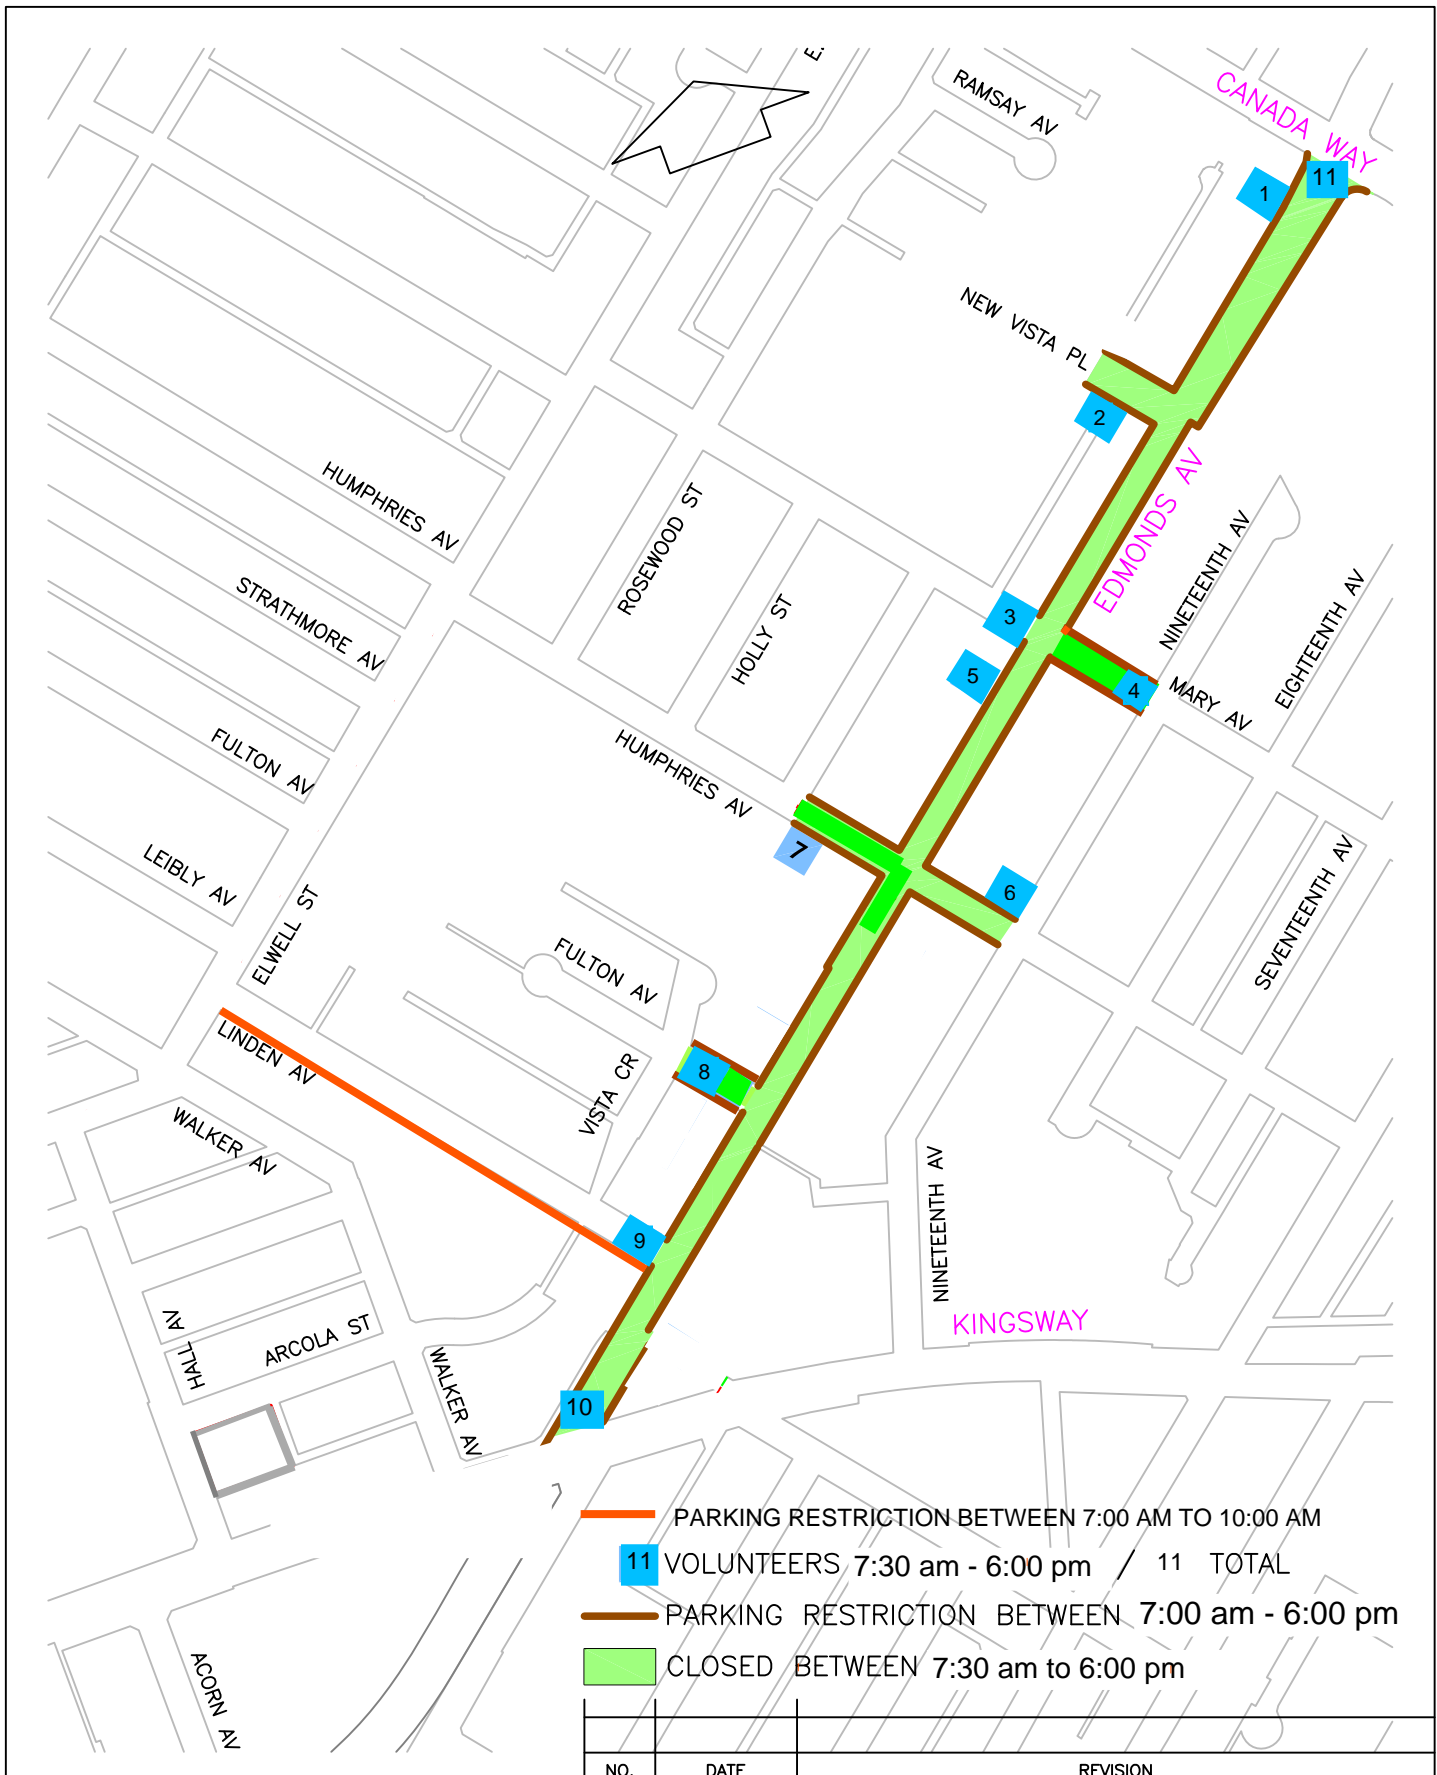 E.
RAMSAY AV
CANADA WAY
11
1
NEW VISTA PL
2
EDMONDS AV
HUMPHRIES AV
ROSEWOOD ST
NINETEENTH AV
EIGHTEENTH AV
STRATHMORE AV
HOLLY ST
3
5
4
MARY AV
FULTON AV
HUMPHRIES AV
7
6
LEIBLY AV
ELWELL ST
SEVENTEENTH AV
FULTON AV
LINDEN AV
8
VISTA CR
WALKER AV
NINETEENTH AV
9
HALL AV
ARCOLA ST
KINGSWAY
WALKER AV
10
PARKING RESTRICTION BETWEEN 7:00 AM TO 10:00 AM
11 VOLUNTEERS 7:30 am - 6:00 pm / 11 TOTAL
PARKING RESTRICTION BETWEEN 7:00 am - 6:00 pm
CLOSED BETWEEN 7:30 am to 6:00 pm
ACORN AV
NO. DATE REVISION